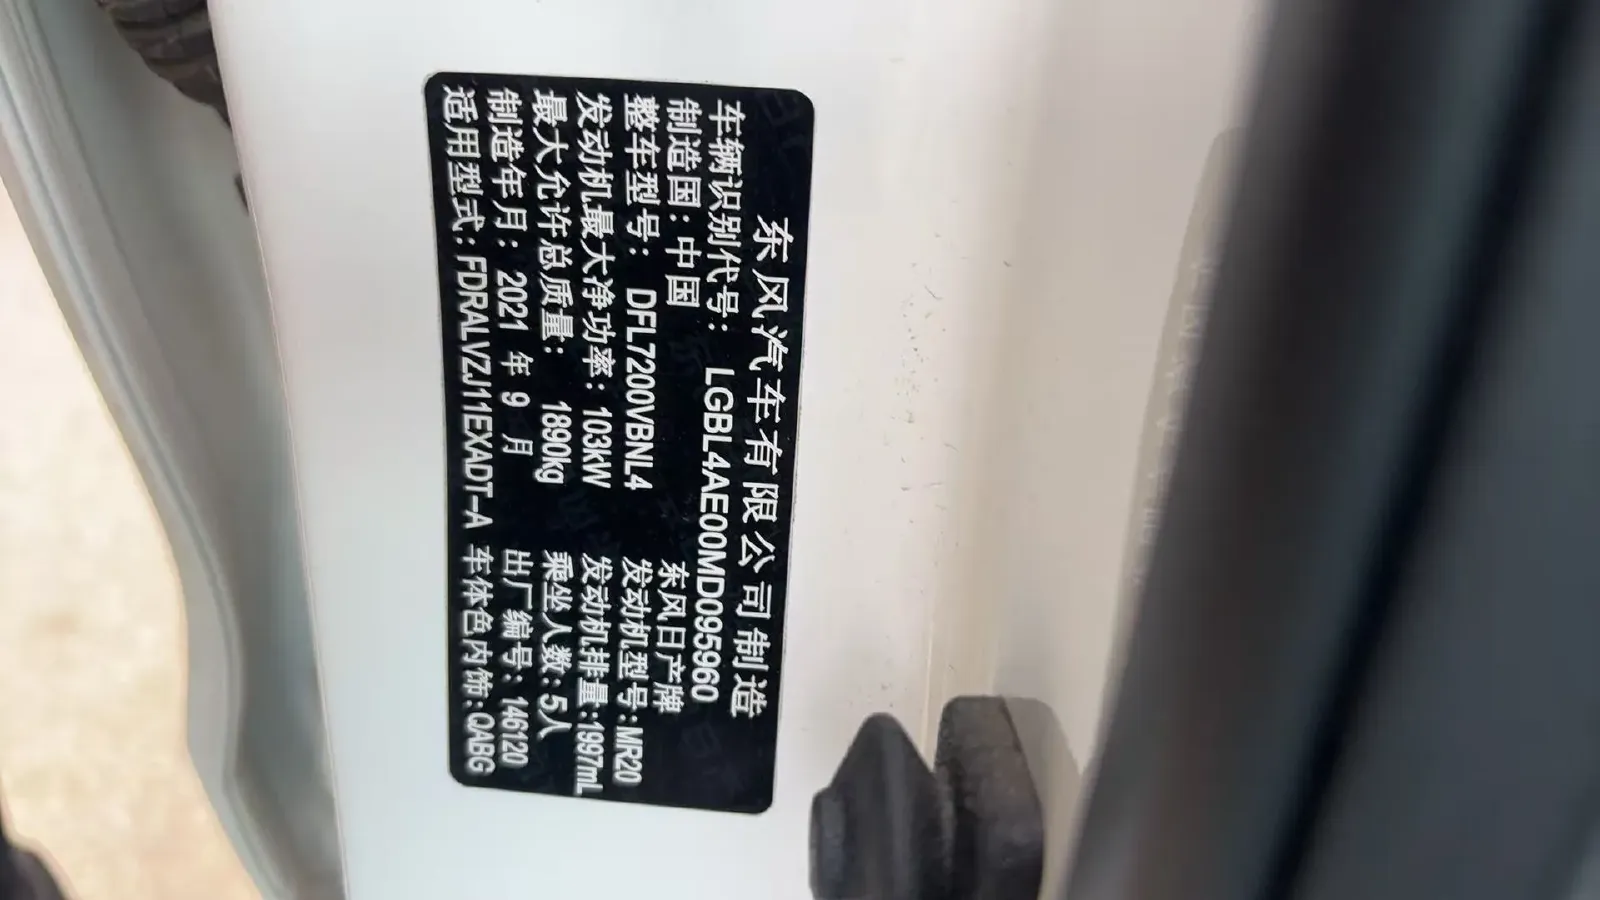 东风汽车有限公司制造
车辆识别代号：LGBL4AE00MD095960
制造国：中国 东风日产牌
整车型号：DFL7200VBNL4 发动机型号：MR20
发动机最大净功率：103kW 发动机排量：1997mL
最大允许总质量：1890kg 乘坐人数：5人
制造年月：2021 年 9 月 出厂编号：146120
适用型式：FDRALVZJ11EXADT-A 车体色内饰：QABG